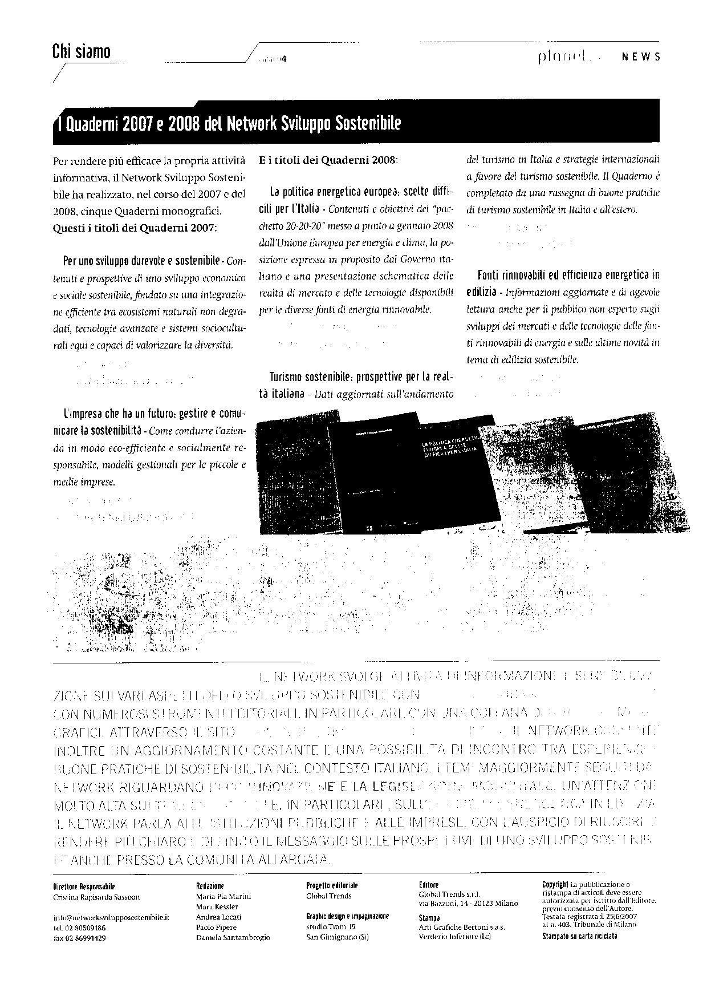 Chi siamo
4
planet
NEWS
I Quaderni 2007 e 2008 del Network Sviluppo Sostenibile
Per rendere più efficace la propria attività
informativa, il Network Sviluppo Sosteni-
bile ha realizzato, nel corso del 2007 e del
2008, cinque Quaderni monografici.
Questi i titoli dei Quaderni 2007:
Per uno sviluppo durevole e sostenibile - Con-
tenuti e prospettive di uno sviluppo economico
e sociale sostenibile, fondato su una integrazio-
ne efficiente tra ecosistemi naturali non degra-
dati, tecnologie avanzate e sistemi sociocultu-
rali equi e capaci di valorizzare la diversità.
L'impresa che ha un futuro: gestire e comu-
nicare la sostenibilità - Come condurre l'azien-
da in modo eco-efficiente e socialmente re-
sponsabile, modelli gestionali per le piccole e
medie imprese.
E i titoli dei Quaderni 2008:
La politica energetica europea: scelte diffi-
cili per l'Italia - Contenuti e obiettivi del "pac-
chetto 20-20-20" messo a punto a gennaio 2008
dall'Unione Europea per energia e clima, la po-
sizione espressa in proposito dal Governo ita-
liano e una presentazione schematica delle
realtà di mercato e delle tecnologie disponibili
per le diverse fonti di energia rinnovabile.
Turismo sostenibile: prospettive per la real-
tà italiana - Dati aggiornati sull'andamento
del turismo in Italia e strategie internazionali
a favore del turismo sostenibile. Il Quaderno è
completato da una rassegna di buone pratiche
di turismo sostenibile in Italia e all'estero.
Fonti rinnovabili ed efficienza energetica in
edilizia - Informazioni aggiornate e di agevole
lettura anche per il pubblico non esperto sugli
sviluppi dei mercati e delle tecnologie delle fon-
ti rinnovabili di energia e sulle ultime novità in
tema di edilizia sostenibile.
LA POLITICA ENERGETICA
EUROPEA: SCELTE
DIFFICILI PER L'ITALIA
IL NETWORK SVOLGE ATTIVITÀ DI INFORMAZIONE E SENSIBILIZZA-
ZIONE SUI VARI ASPETTI DELLO SVILUPPO SOSTENIBILE CON
CON NUMEROSI STRUMENTI EDITORIALI, IN PARTICOLARE CON UNA COLLANA
GRAFICI. ATTRAVERSO IL SITO IL NETWORK CONSENTE
INOLTRE UN AGGIORNAMENTO COSTANTE E UNA POSSIBILITÀ DI INCONTRO TRA ESPERIENZE
BUONE PRATICHE DI SOSTENIBILITÀ NEL CONTESTO ITALIANO. I TEMI MAGGIORMENTE SEGUITI DA
NETWORK RIGUARDANO E LA LEGISLAZIONE AMBIENTALE. UN'ATTENZIONE
MOLTO ALTA SUI IN PARTICOLARE, SULL' IN EDILIZIA
IL NETWORK PARLA ALLE ISTITUZIONI PUBBLICHE E ALLE IMPRESE, CON L'AUSPICIO DI RIUSCIRE
RENDERE PIÙ CHIARO E DEFINITO IL MESSAGGIO SULLE PROSPETTIVE DI UNO SVILUPPO SOSTENIBI
LE ANCHE PRESSO LA COMUNITÀ ALLARGATA.
Direttore Responsabile
Cristina Rapisarda Sassoon
info@networksvilupposostenibile.it
tel. 02 80509186
fax 02 86991429
Redazione
Maria Pia Marini
Mara Kessler
Andrea Locati
Paolo Pipere
Daniela Santambrogio
Progetto editoriale
Global Trends
Graphic design e impaginazione
studio Tram 19
San Gimignano (Si)
Editore
Global Trends s.r.l.
via Bazzoni, 14 - 20123 Milano
Stampa
Arti Grafiche Bertoni s.a.s.
Verderio Inferiore (Lc)
Copyright La pubblicazione o
ristampa di articoli deve essere
autorizzata per iscritto dall'Editore,
previo consenso dell'Autore.
Testata registrata il 25/6/2007
al n. 403, Tribunale di Milano
Stampato su carta riciclata